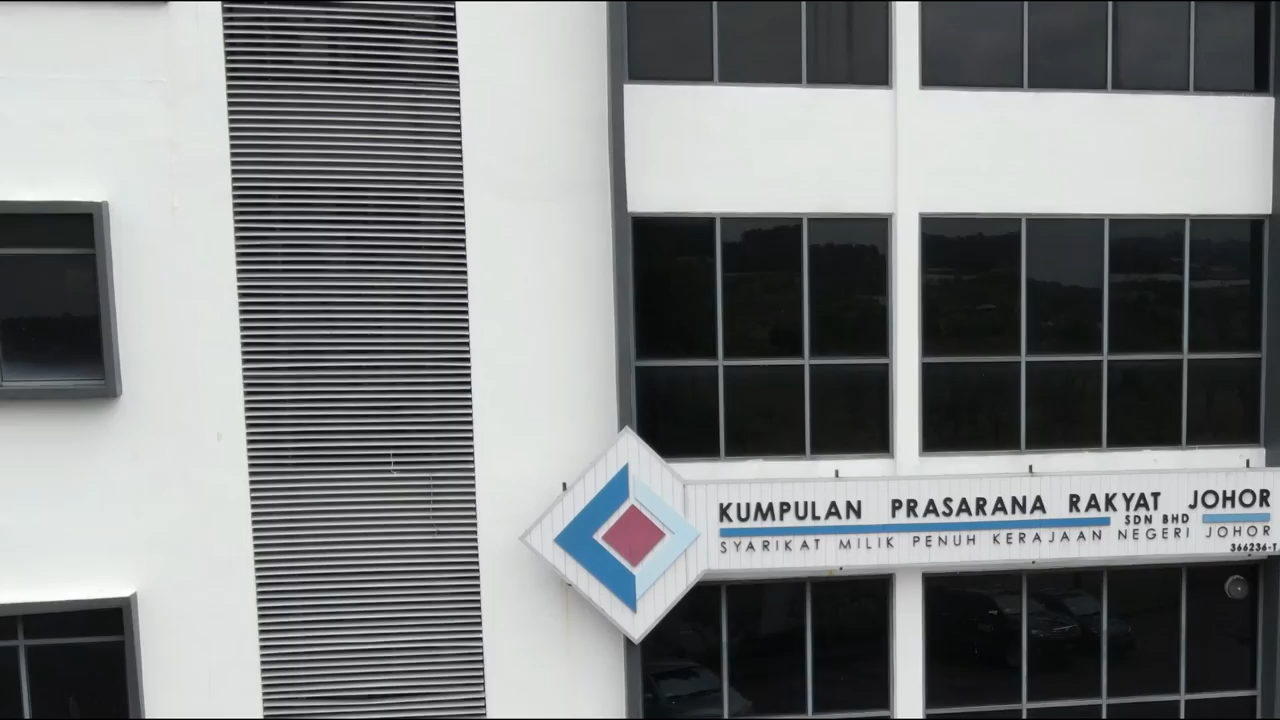 KUMPULAN PRASARANA RAKYAT JOHOR
SDN BHD
SYARIKAT MILIK PENUH KERAJAAN NEGERI JOHOR
366236-T